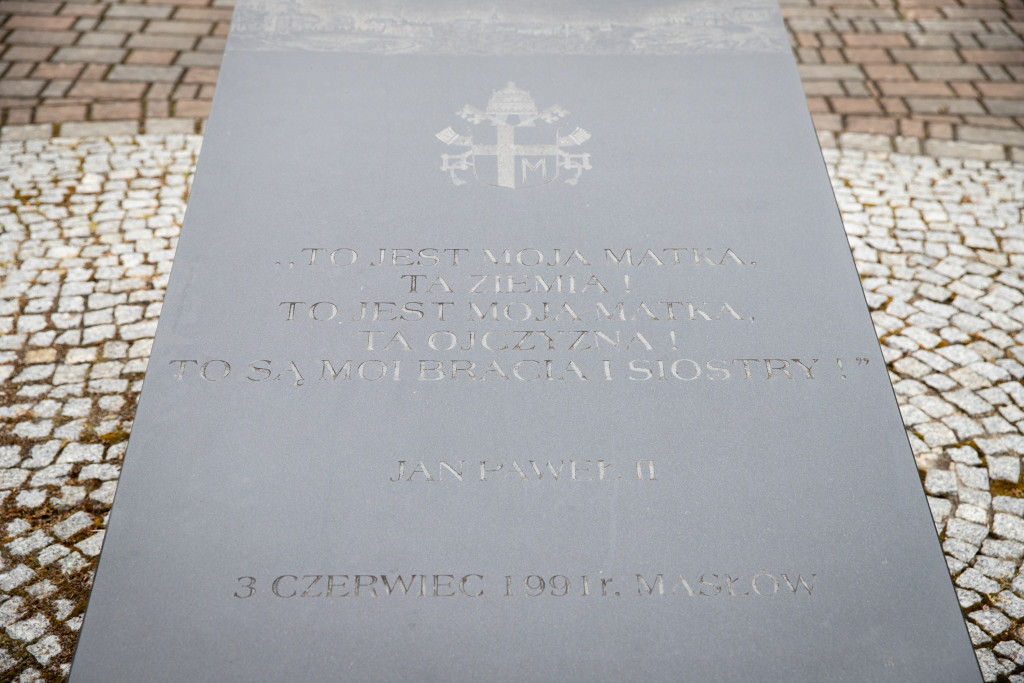 M
„TO JEST MOJA MATKA,
TA ZIEMIA !
TO JEST MOJA MATKA,
TA OJCZYZNA !
TO SĄ MOI BRACIA I SIOSTRY !”
JAN PAWEŁ II
3 CZERWIEC 1991r. MASŁÓW